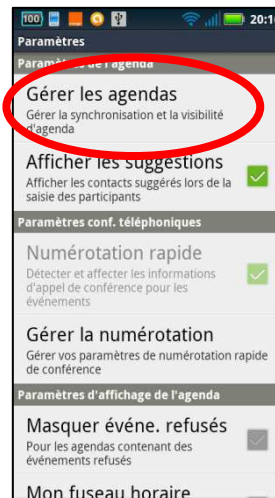 100 20:1
Paramètres
Paramètres de l'agenda
Gérer les agendas
Gérer la synchronisation et la visibilité
d'agenda
Afficher les suggestions
Afficher les contacts suggérés lors de la
saisie des participants
Paramètres conf. téléphoniques
Numérotation rapide
Détecter et affecter les informations
d'appel de conférence pour les
événements
Gérer la numérotation
Gérer vos paramètres de numérotation rapide
de conférence
Paramètres d'affichage de l'agenda
Masquer événe. refusés
Pour les agendas contenant des
événements refusés
Mon fuseau horaire